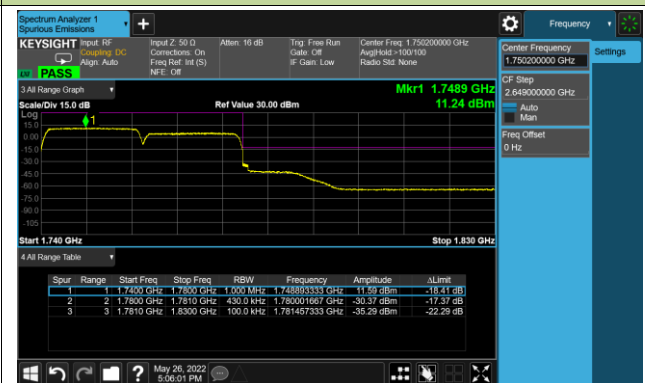 Spectrum Analyzer 1
Spurious Emissions
Frequency
KEYSIGHT
Input: RF
Coupling: DC
Align: Auto
Input Z: 50 Ω
Corrections: On
Freq Ref: Int (S)
NFE: Off
Atten: 16 dB
Trig: Free Run
Gate: Off
IF Gain: Low
Center Freq: 1.750200000 GHz
Avg|Hold:>100/100
Radio Std: None
PASS
3 All Range Graph
Mkr1 1.7489 GHz
Scale/Div 15.0 dB
Ref Value 30.00 dBm
11.24 dBm
Log
15.0
0.00
-15.0
-30.0
-45.0
-60.0
-75.0
-90.0
-105
1
Start 1.740 GHz
Stop 1.830 GHz
4 All Range Table
Spur Range Start Freq Stop Freq RBW Frequency Amplitude ΔLimit
1 1 1.7400 GHz 1.7800 GHz 1.000 MHz 1.748893333 GHz 11.59 dBm -18.41 dB
2 2 1.7800 GHz 1.7810 GHz 430.0 kHz 1.780001667 GHz -30.37 dBm -17.37 dB
3 3 1.7810 GHz 1.8300 GHz 100.0 kHz 1.781457333 GHz -35.29 dBm -22.29 dB
May 26, 2022
5:06:01 PM
Center Frequency
1.750200000 GHz
Settings
CF Step
2.649000000 GHz
Auto
Man
Freq Offset
0 Hz